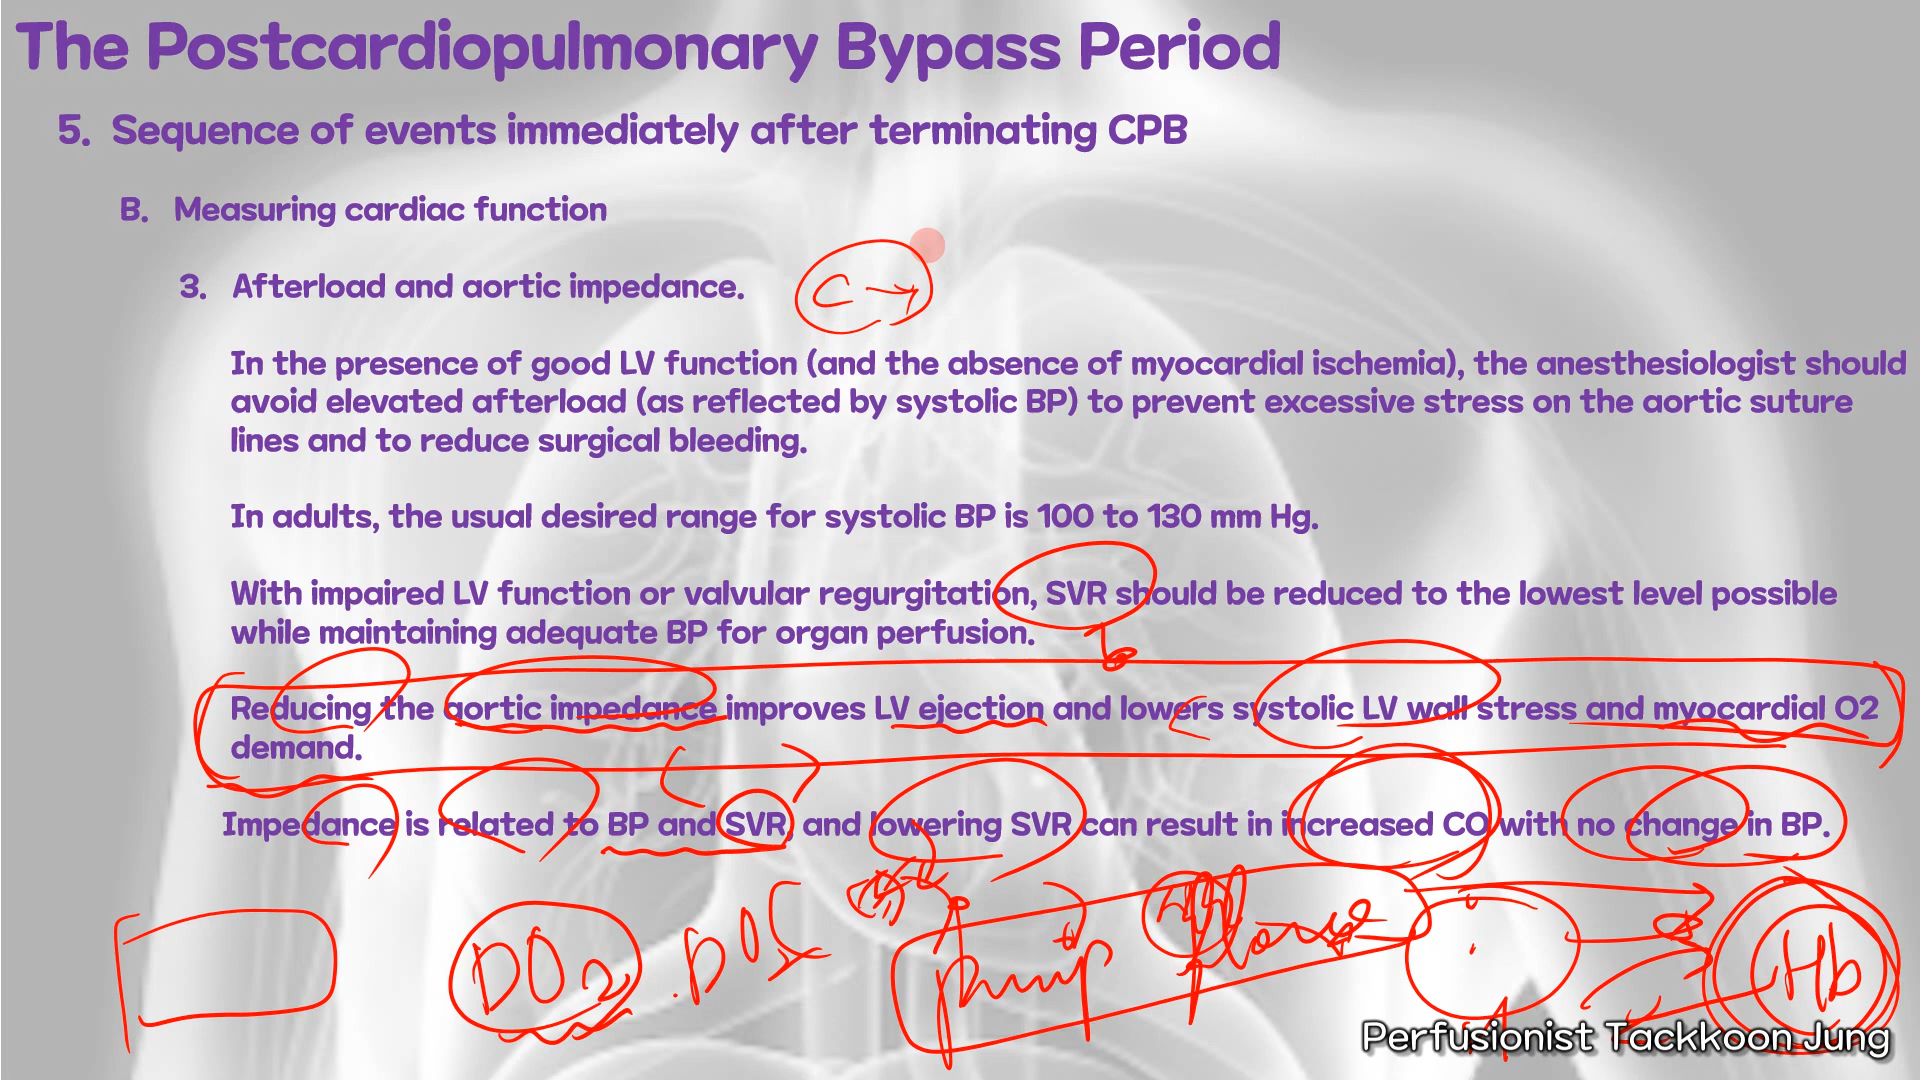 The Postcardiopulmonary Bypass Period
5. Sequence of events immediately after terminating CPB
B. Measuring cardiac function
3. Afterload and aortic impedance.
C →
In the presence of good LV function (and the absence of myocardial ischemia), the anesthesiologist should
avoid elevated afterload (as reflected by systolic BP) to prevent excessive stress on the aortic suture
lines and to reduce surgical bleeding.
In adults, the usual desired range for systolic BP is 100 to 130 mm Hg.
With impaired LV function or valvular regurgitation, SVR should be reduced to the lowest level possible
while maintaining adequate BP for organ perfusion.
Reducing the aortic impedance improves LV ejection and lowers systolic LV wall stress and myocardial O2
demand.
Impedance is related to BP and SVR, and lowering SVR can result in increased CO with no change in BP.
DO2
pump
Hb
Perfusionist Tackkoon Jung